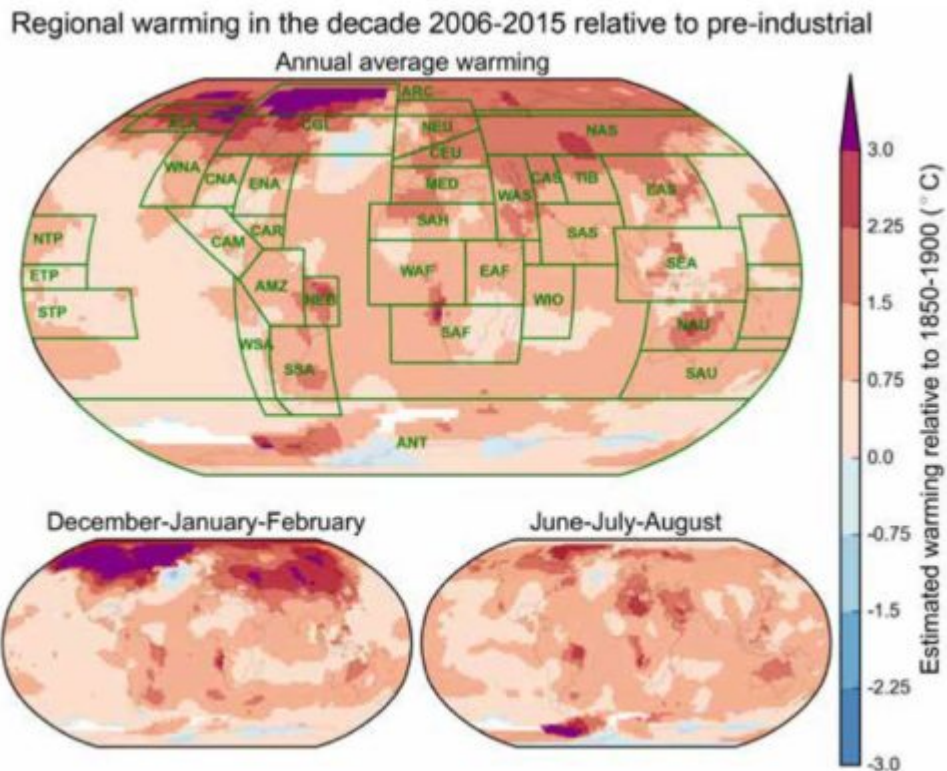 Regional warming in the decade 2006-2015 relative to pre-industrial
Annual average warming
ARC
ALA
CGI
NEU
NAS
CEU
WNA
CNA
ENA
MED
WAS
CAS
TIB
EAS
SAH
CAR
CAM
NTP
SAS
SEA
WAF
EAF
ETP
AMZ
NEB
WIO
STP
SAF
NAU
WSA
SSA
SAU
ANT
3.0
2.25
1.5
0.75
0.0
-0.75
-1.5
-2.25
-3.0
Estimated warming relative to 1850-1900 (°C)
December-January-February
June-July-August